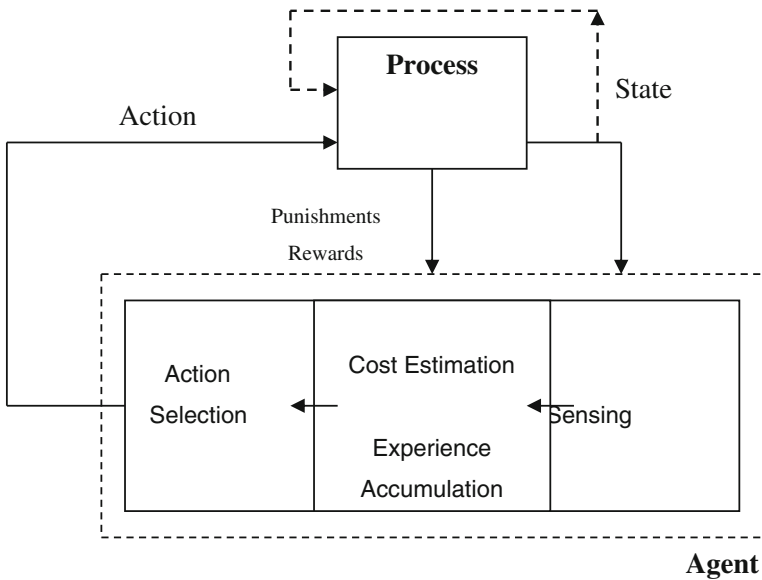 Process
State
Action
Punishments
Rewards
Action
Selection
Cost Estimation
Experience
Accumulation
Sensing
Agent